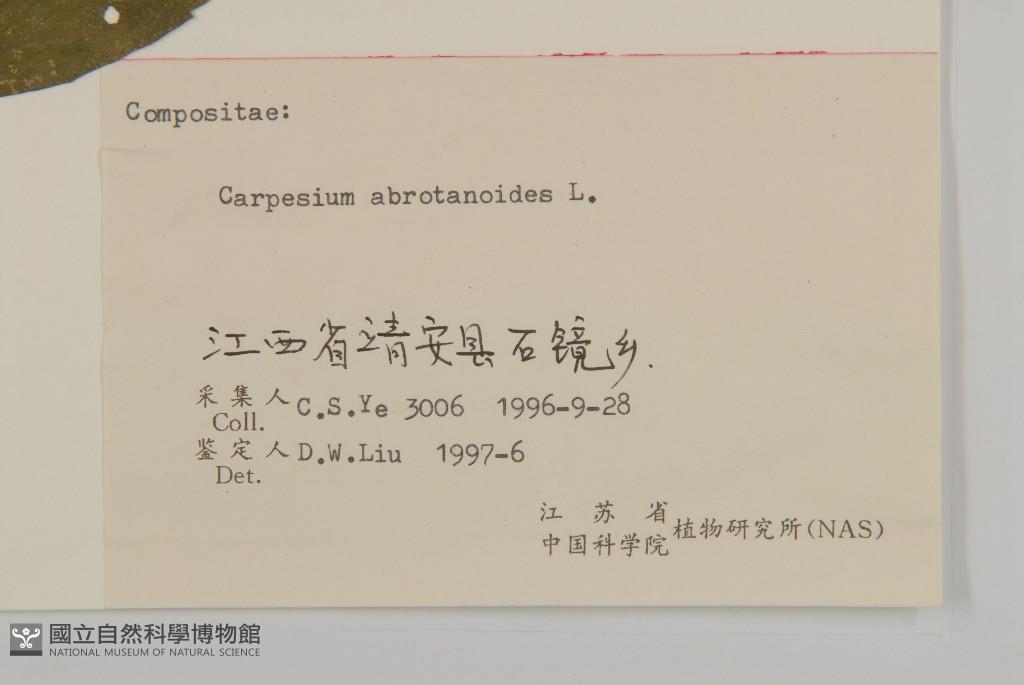 Compositae:
Carpesium abrotanoides L.
江西省靖安县石镜乡.
采集人 C.S.Ye 3006 1996-9-28
Coll.
鉴定人 D.W.Liu 1997-6
Det.
江苏省
中国科学院 植物研究所(NAS)
國立自然科學博物館
NATIONAL MUSEUM OF NATURAL SCIENCE